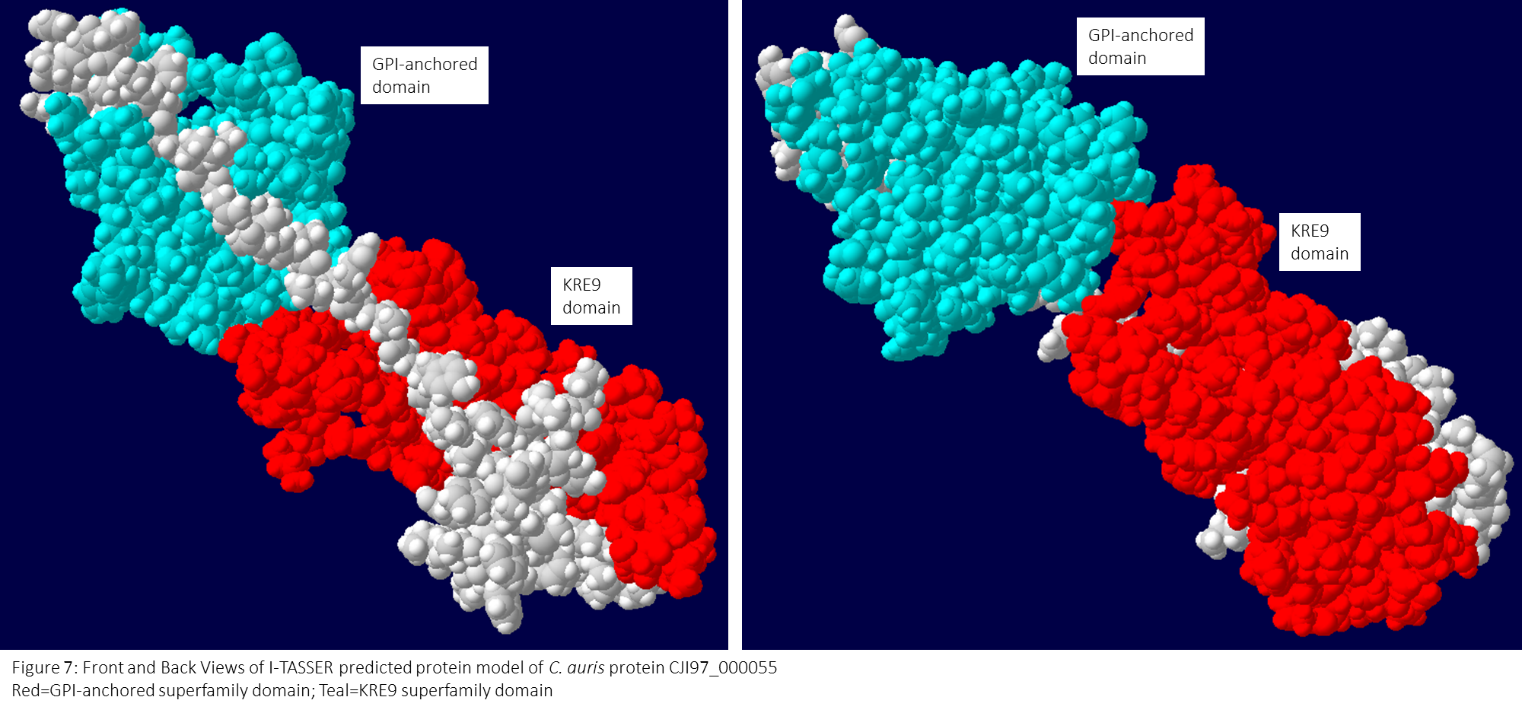 GPI-anchored
domain
KRE9
domain
GPI-anchored
domain
KRE9
domain
Figure 7: Front and Back Views of I-TASSER predicted protein model of C. auris protein CJI97_000055
Red=GPI-anchored superfamily domain; Teal=KRE9 superfamily domain